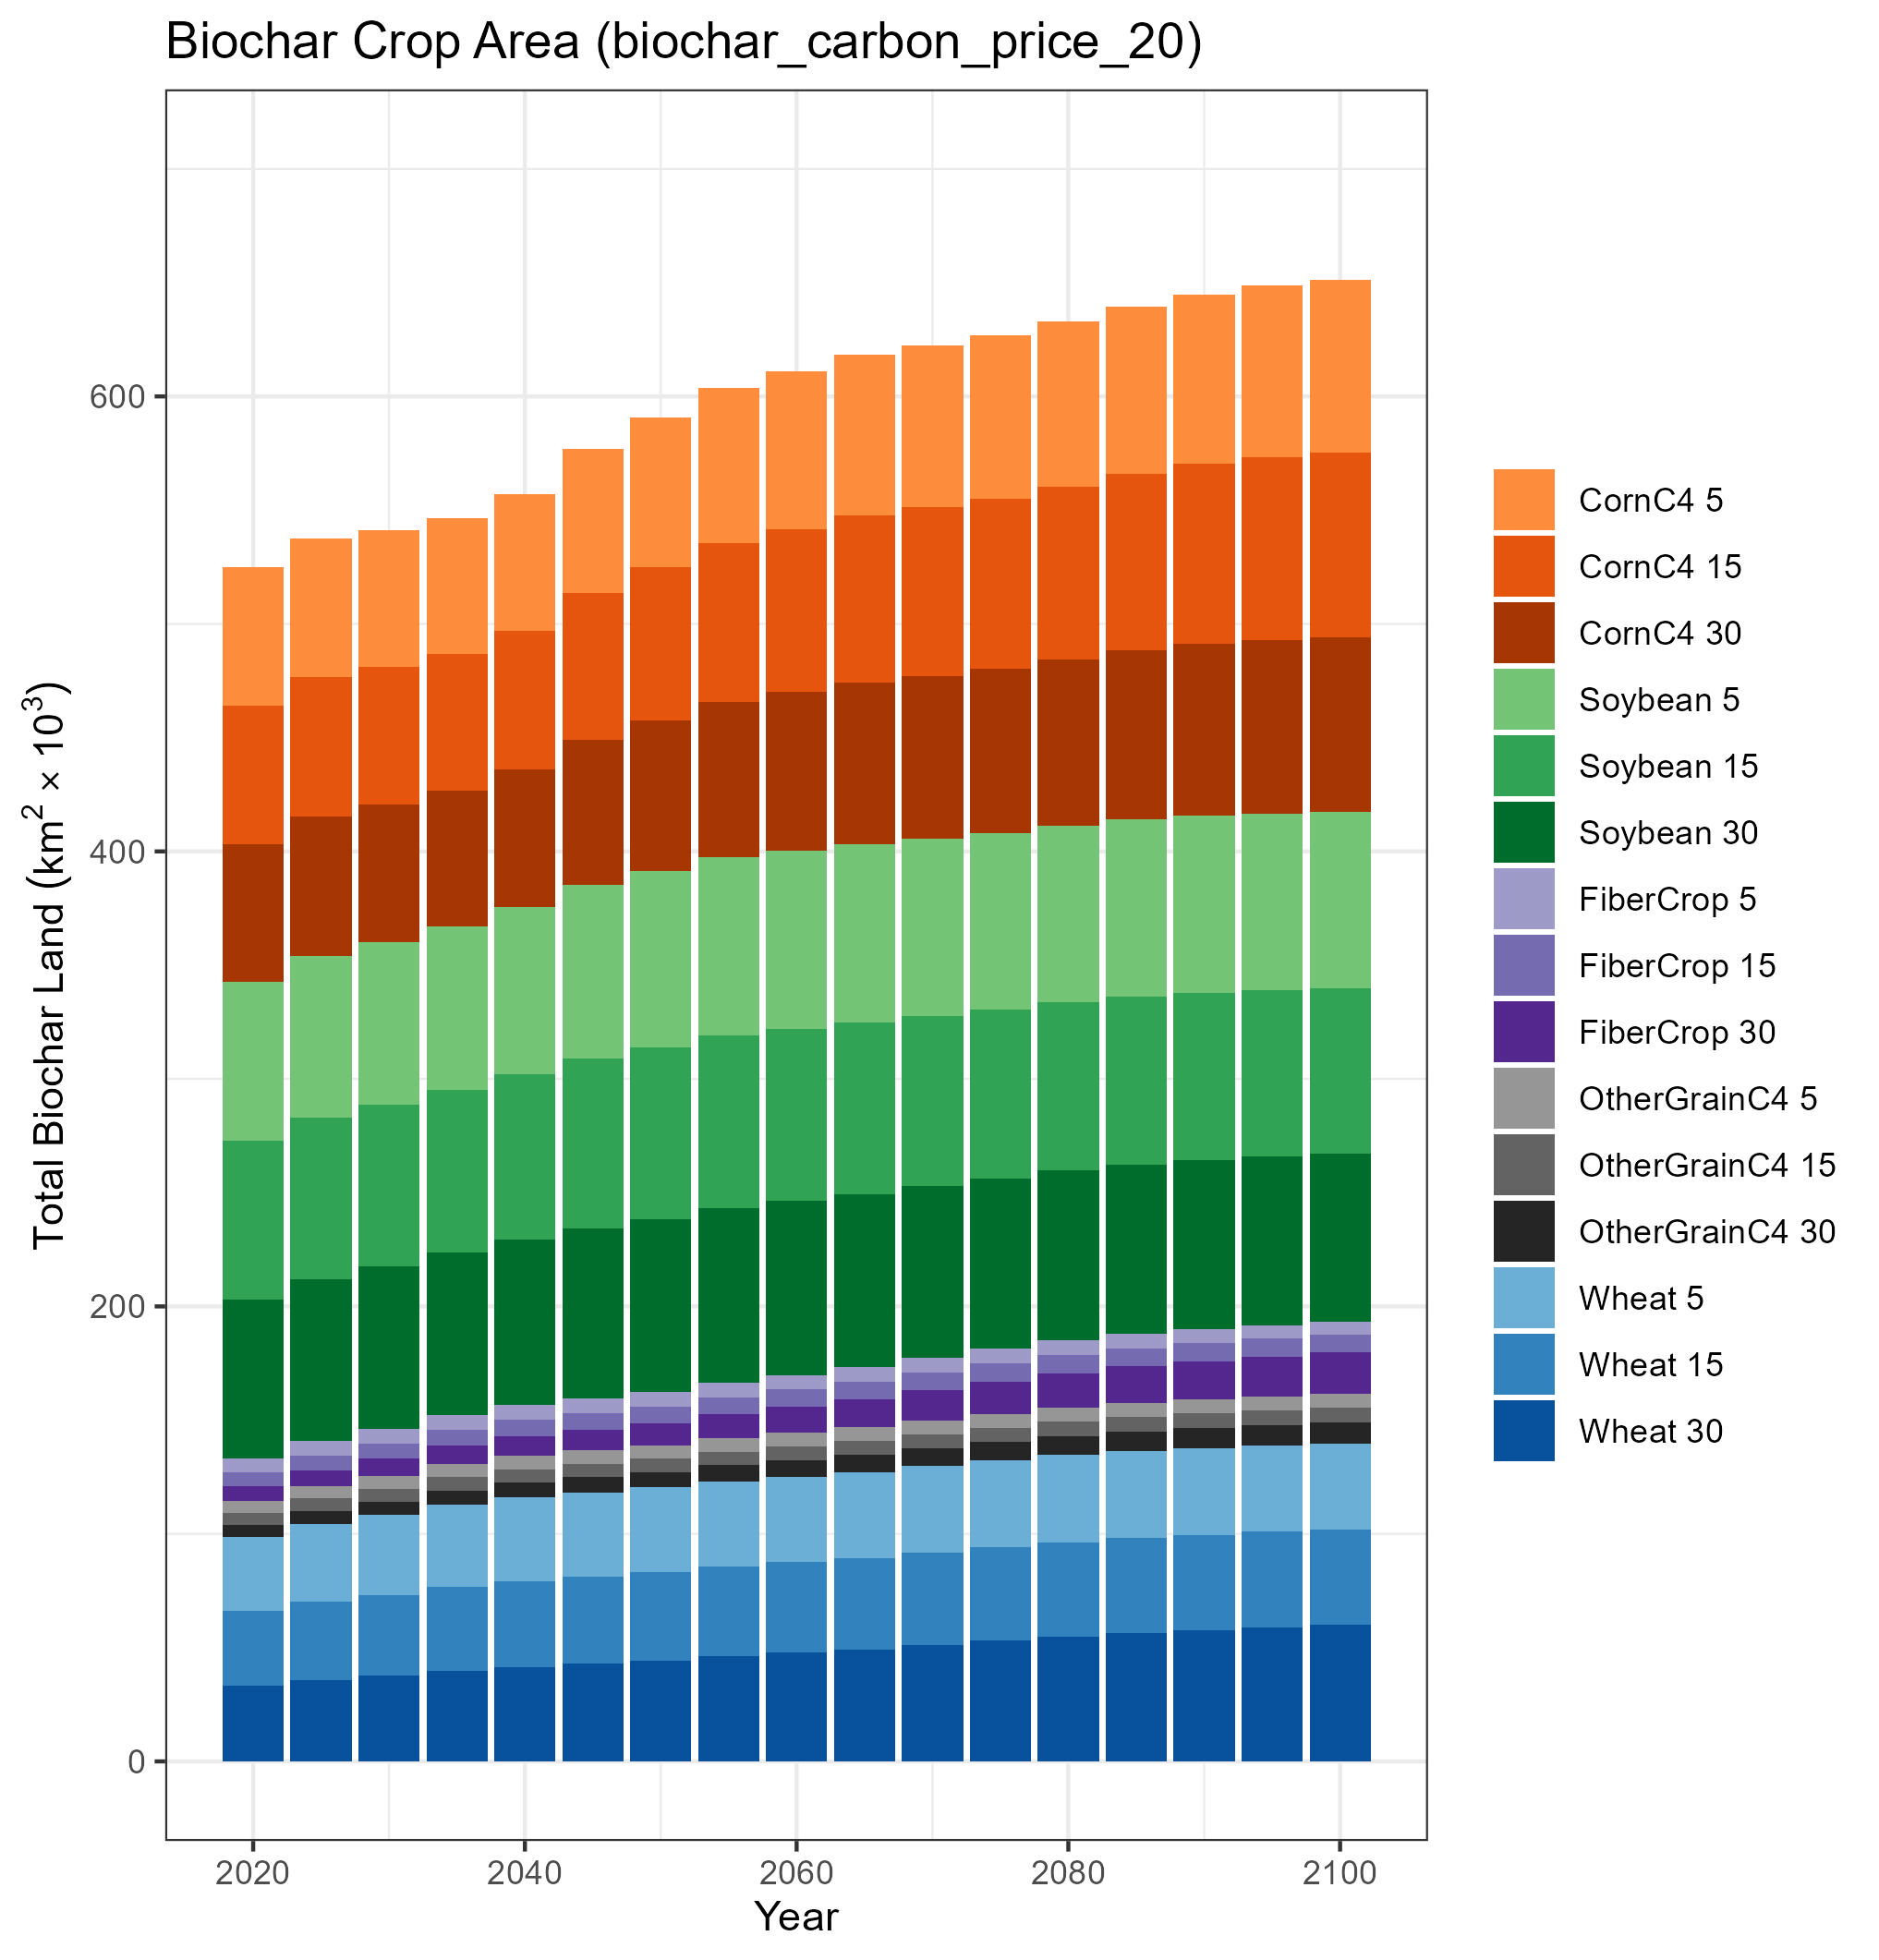 Biochar Crop Area (biochar_carbon_price_20)
Total Biochar Land (km² × 10³)
600
400
200
0
2020 2040 2060 2080 2100
Year
CornC4 5
CornC4 15
CornC4 30
Soybean 5
Soybean 15
Soybean 30
FiberCrop 5
FiberCrop 15
FiberCrop 30
OtherGrainC4 5
OtherGrainC4 15
OtherGrainC4 30
Wheat 5
Wheat 15
Wheat 30